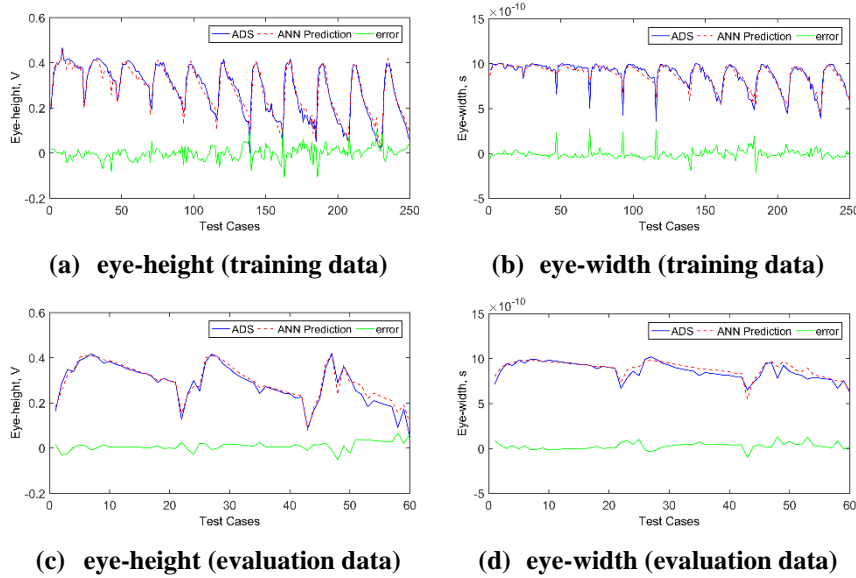 0.6
ADS
ANN Prediction
error
0.4
0.2
0
-0.2
Eye-height, V
0
50
100
150
200
250
Test Cases
(a) eye-height (training data)
×10⁻¹⁰
15
ADS
ANN Prediction
error
10
5
0
-5
Eye-width, s
0
50
100
150
200
250
Test Cases
(b) eye-width (training data)
0.6
ADS
ANN Prediction
error
0.4
0.2
0
-0.2
Eye-height, V
0
10
20
30
40
50
60
Test Cases
(c) eye-height (evaluation data)
×10⁻¹⁰
15
ADS
ANN Prediction
error
10
5
0
-5
Eye-width, s
0
10
20
30
40
50
60
Test Cases
(d) eye-width (evaluation data)